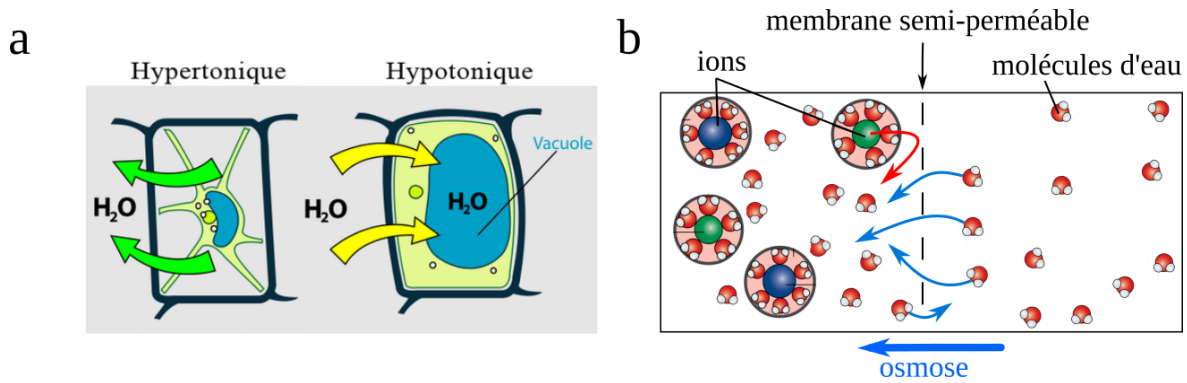 a
Hypertonique
Hypotonique
Vacuole
H₂O
H₂O
H₂O
b
membrane semi-perméable
ions
molécules d'eau
osmose